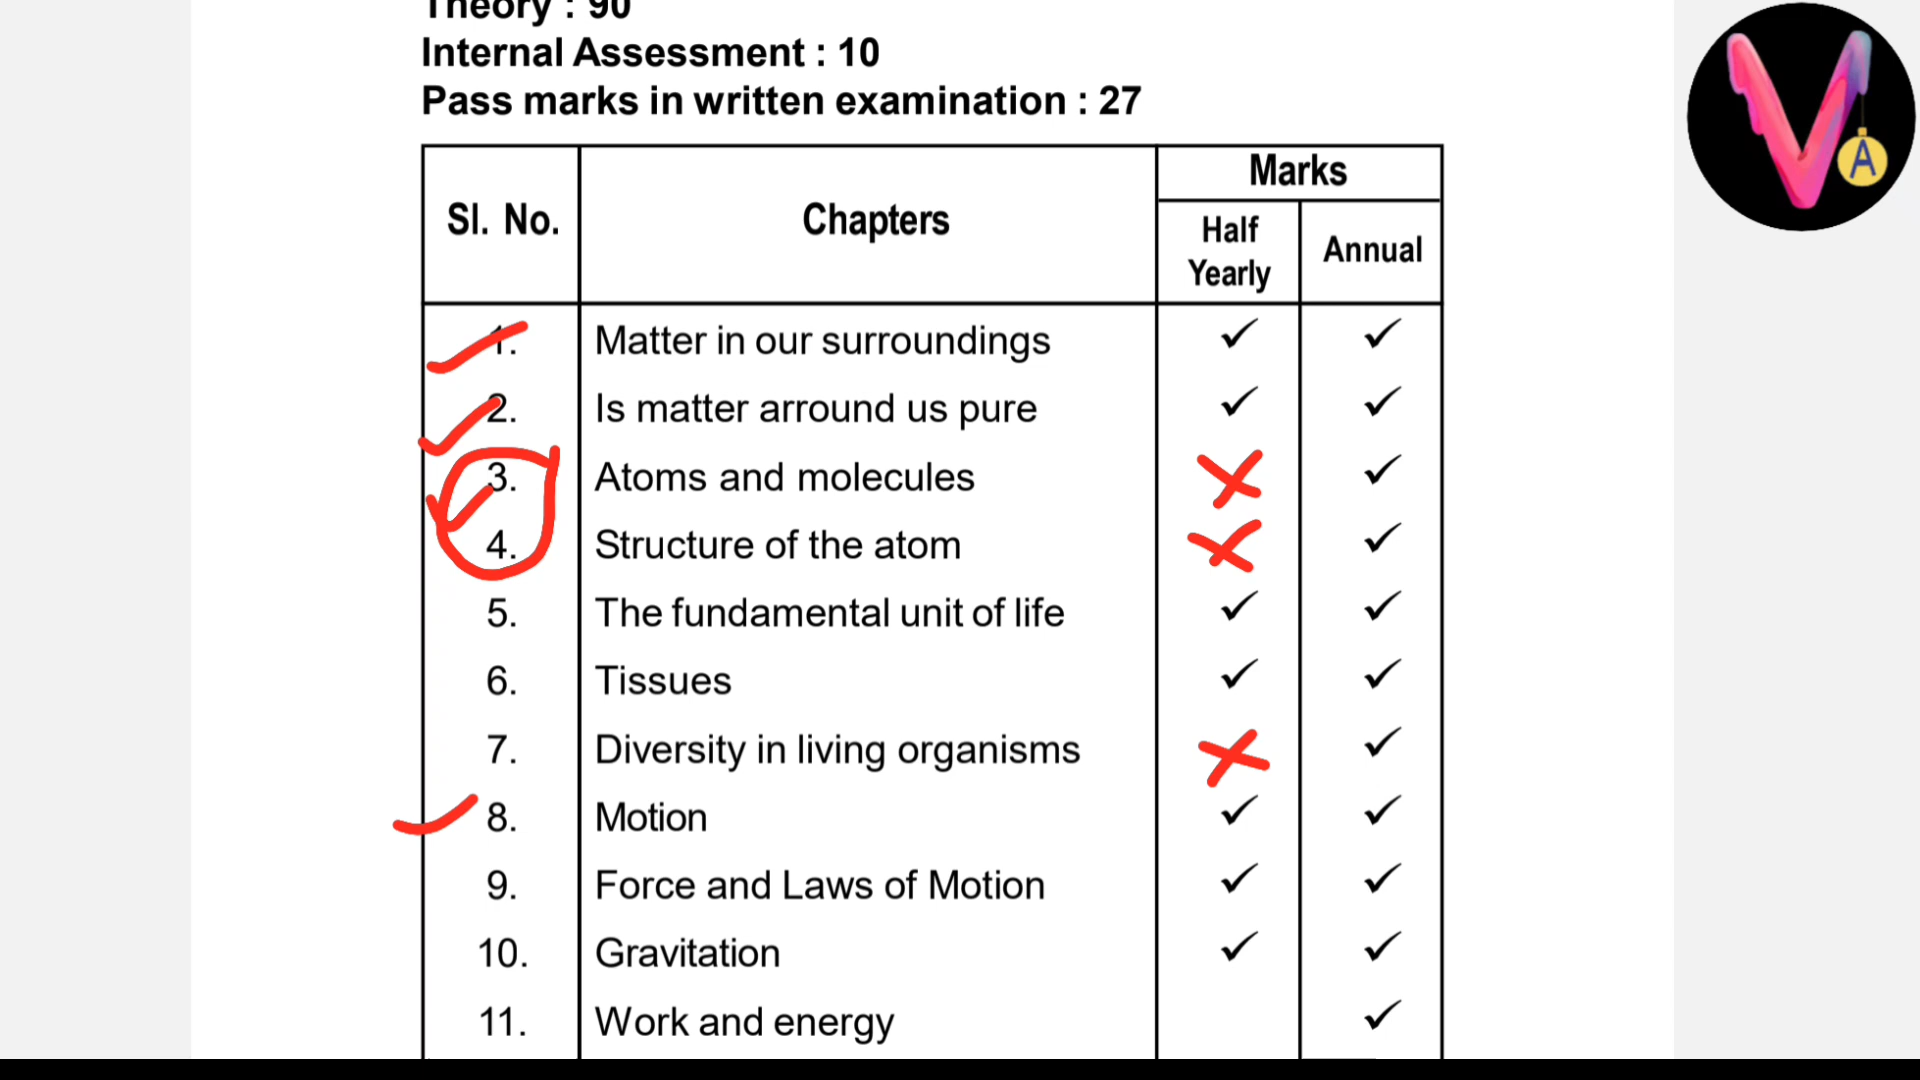 Theory : 90
Internal Assessment : 10
Pass marks in written examination : 27
Sl. No. Chapters Marks
Half Yearly Annual
1. Matter in our surroundings ✓ ✓
2. Is matter arround us pure ✓ ✓
3. Atoms and molecules ✓
4. Structure of the atom ✓
5. The fundamental unit of life ✓ ✓
6. Tissues ✓ ✓
7. Diversity in living organisms ✓
8. Motion ✓ ✓
9. Force and Laws of Motion ✓ ✓
10. Gravitation ✓ ✓
11. Work and energy ✓
V A